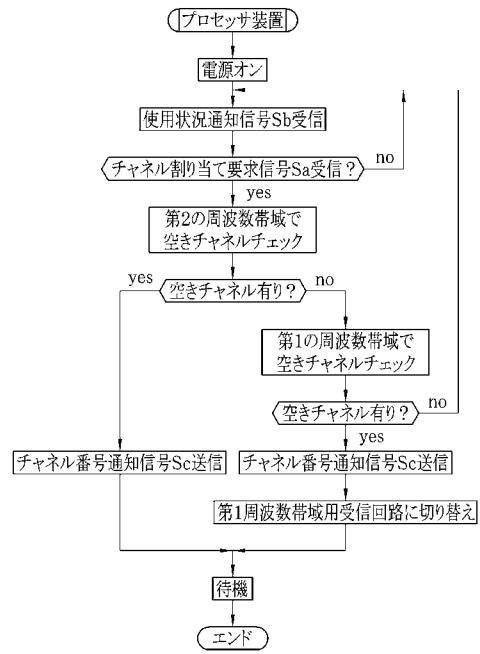 プロセッサ装置
電源オン
使用状況通知信号Sb受信
チャネル割り当て要求信号Sa受信？
no
yes
第2の周波数帯域で
空きチャネルチェック
yes
空きチャネル有り？
no
第1の周波数帯域で
空きチャネルチェック
空きチャネル有り？
no
yes
チャネル番号通知信号Sc送信
チャネル番号通知信号Sc送信
第1周波数帯域用受信回路に切り替え
待機
エンド